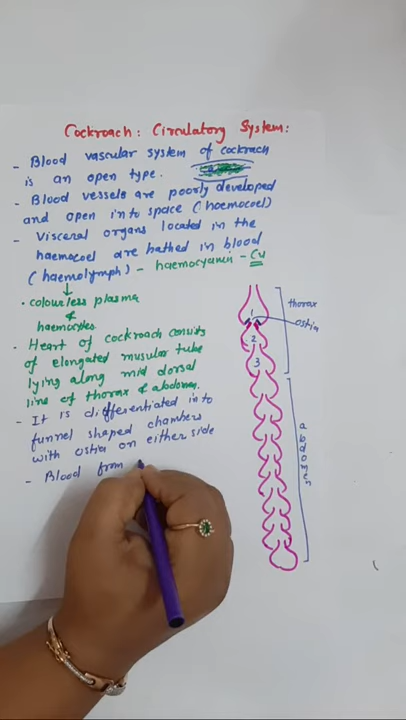 Cockroach: Circulatory System:
- Blood vascular system of cockroach
is an open type.
- Blood vessels are poorly developed
and open into space (haemocoel)
- Visceral organs located in the
haemocoel are bathed in blood
(haemolymph) - haemocyanin - Cu
• colourless plasma
&
haemocytes
- Heart of cockroach consists
of elongated musular tube
lying along mid dorsal
line of thorax & abdomen.
- It is differentiated in to
funnel shaped chambers
with ostia on either side
- Blood from
1
2
3
thorax
ostia